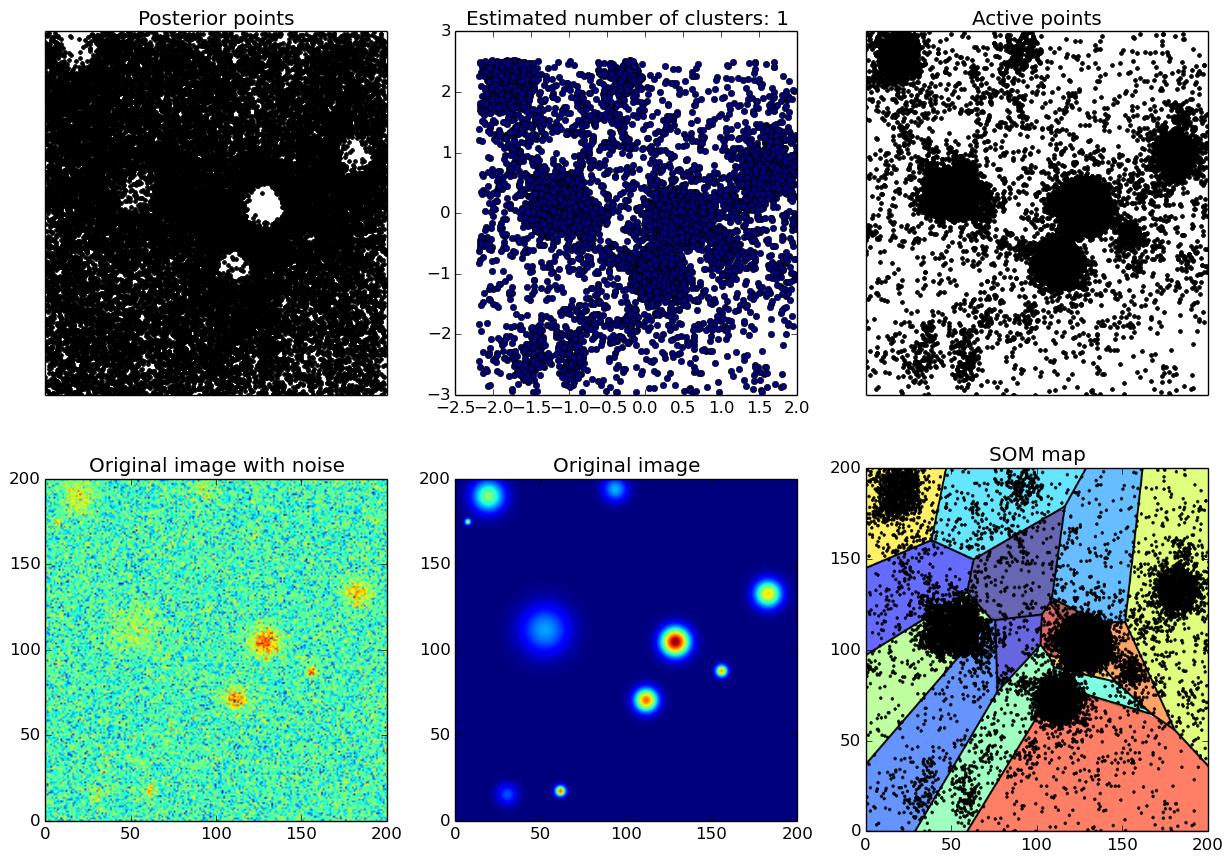 Posterior points
Estimated number of clusters: 1
Active points
3
2
1
0
−1
−2
−3
−2.5 −2.0 −1.5 −1.0 −0.5 0.0 0.5 1.0 1.5 2.0
Original image with noise
Original image
SOM map
200
150
100
50
0
0 50 100 150 200
200
150
100
50
0
0 50 100 150 200
200
150
100
50
0
0 50 100 150 200